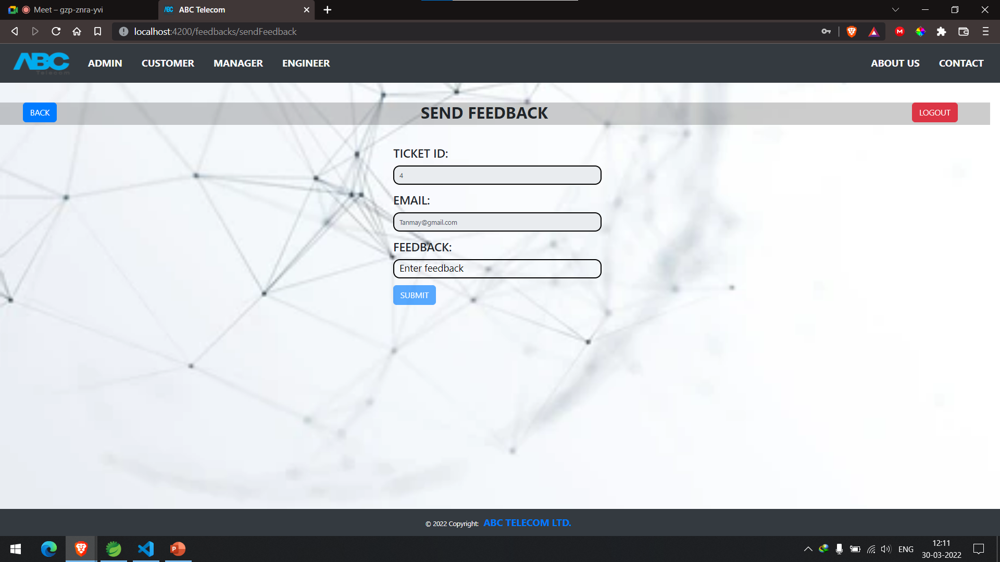 Meet – gzp-znra-yvi
ABC ABC Telecom
localhost:4200/feedbacks/sendFeedback
M
ABC
Telecom
ADMIN CUSTOMER MANAGER ENGINEER ABOUT US CONTACT
BACK SEND FEEDBACK LOGOUT
TICKET ID:
4
EMAIL:
Tanmay@gmail.com
FEEDBACK:
Enter feedback
SUBMIT
© 2022 Copyright: ABC TELECOM LTD.
P
ENG
12:11
30-03-2022